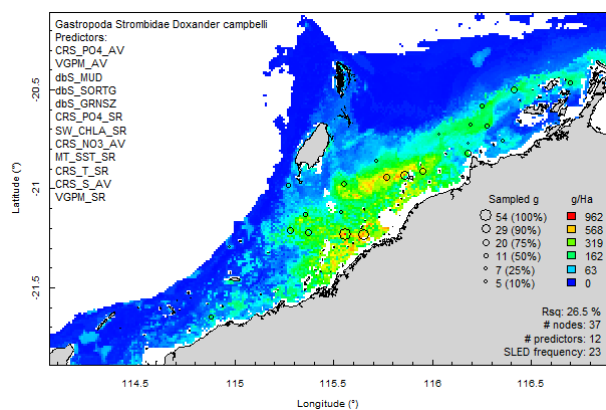 Gastropoda Strombidae Doxander campbelli
Predictors:
CRS_PO4_AV
VGPM_AV
dbS_MUD
dbS_SORTG
dbS_GRNSZ
CRS_PO4_SR
SW_CHLA_SR
CRS_NO3_AV
MT_SST_SR
CRS_T_SR
CRS_S_AV
VGPM_SR
-20.5
-21
-21.5
Latitude (°)
Sampled g g/Ha
54 (100%) 962
29 (90%) 568
20 (75%) 319
11 (50%) 162
7 (25%) 63
5 (10%) 0
Rsq: 26.5 %
# nodes: 37
# predictors: 12
SLED frequency: 23
114.5 115 115.5 116 116.5
Longitude (°)